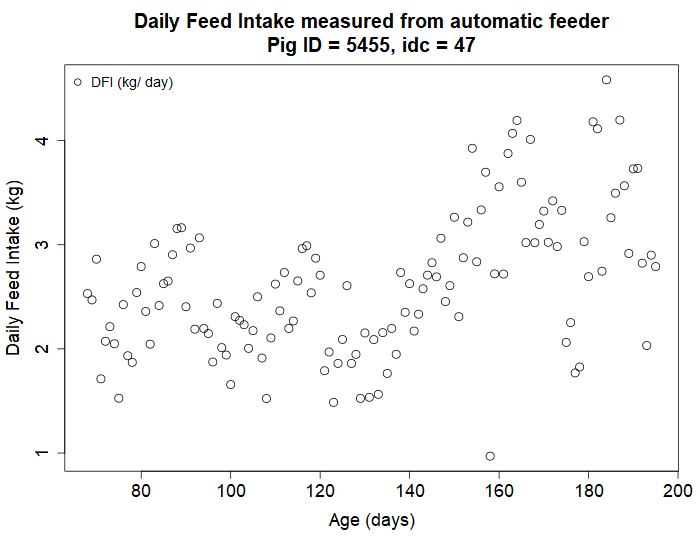 Daily Feed Intake measured from automatic feeder
Pig ID = 5455, idc = 47
DFI (kg/ day)
Daily Feed Intake (kg)
4
3
2
1
80 100 120 140 160 180 200
Age (days)